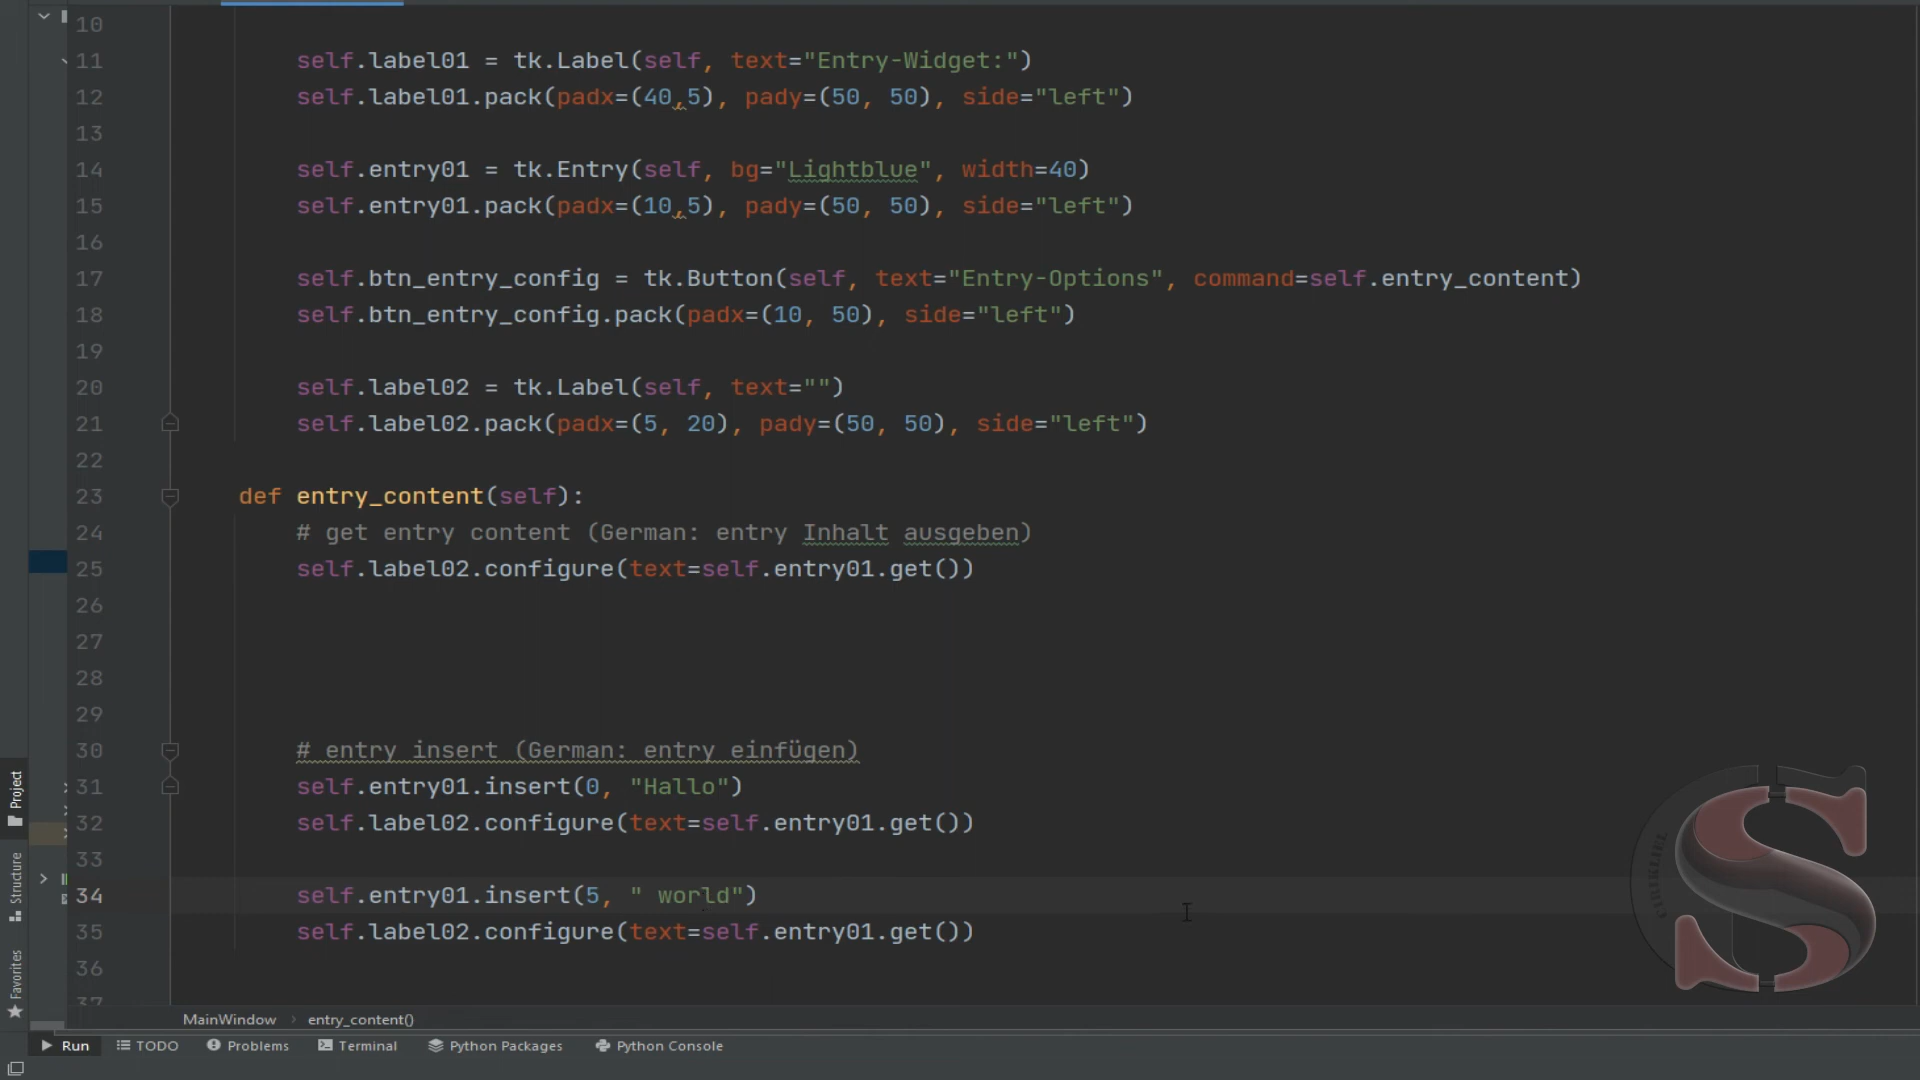 10
11 self.label01 = tk.Label(self, text="Entry-Widget:")
12 self.label01.pack(padx=(40,5), pady=(50, 50), side="left")
13
14 self.entry01 = tk.Entry(self, bg="Lightblue", width=40)
15 self.entry01.pack(padx=(10,5), pady=(50, 50), side="left")
16
17 self.btn_entry_config = tk.Button(self, text="Entry-Options", command=self.entry_content)
18 self.btn_entry_config.pack(padx=(10, 50), side="left")
19
20 self.label02 = tk.Label(self, text="")
21 self.label02.pack(padx=(5, 20), pady=(50, 50), side="left")
22
23 def entry_content(self):
24 # get entry content (German: entry Inhalt ausgeben)
25 self.label02.configure(text=self.entry01.get())
26
27
28
29
30 # entry insert (German: entry einfügen)
31 self.entry01.insert(0, "Hallo")
32 self.label02.configure(text=self.entry01.get())
33
34 self.entry01.insert(5, " world")
35 self.label02.configure(text=self.entry01.get())
36
37
Project
Structure
Favorites
MainWindow > entry_content()
Run TODO Problems Terminal Python Packages Python Console